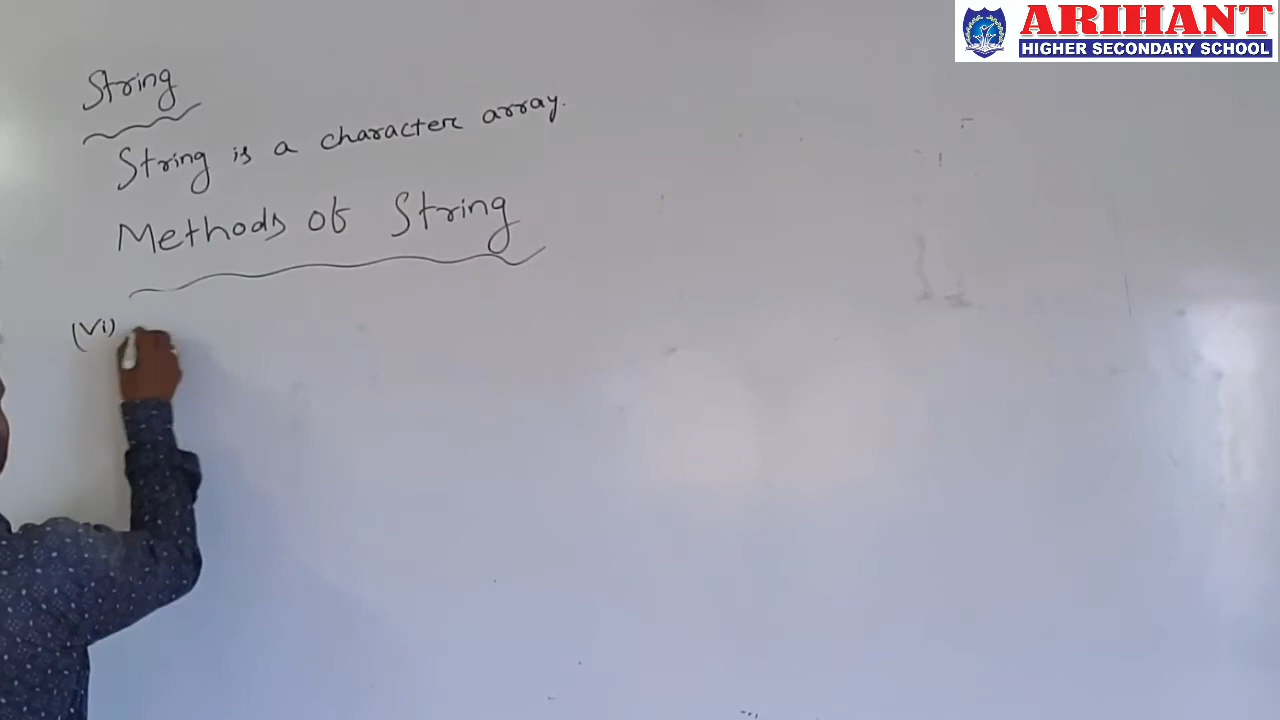 ARIHANT
HIGHER SECONDARY SCHOOL
String
String is a character array.
Methods of String
(Vi)